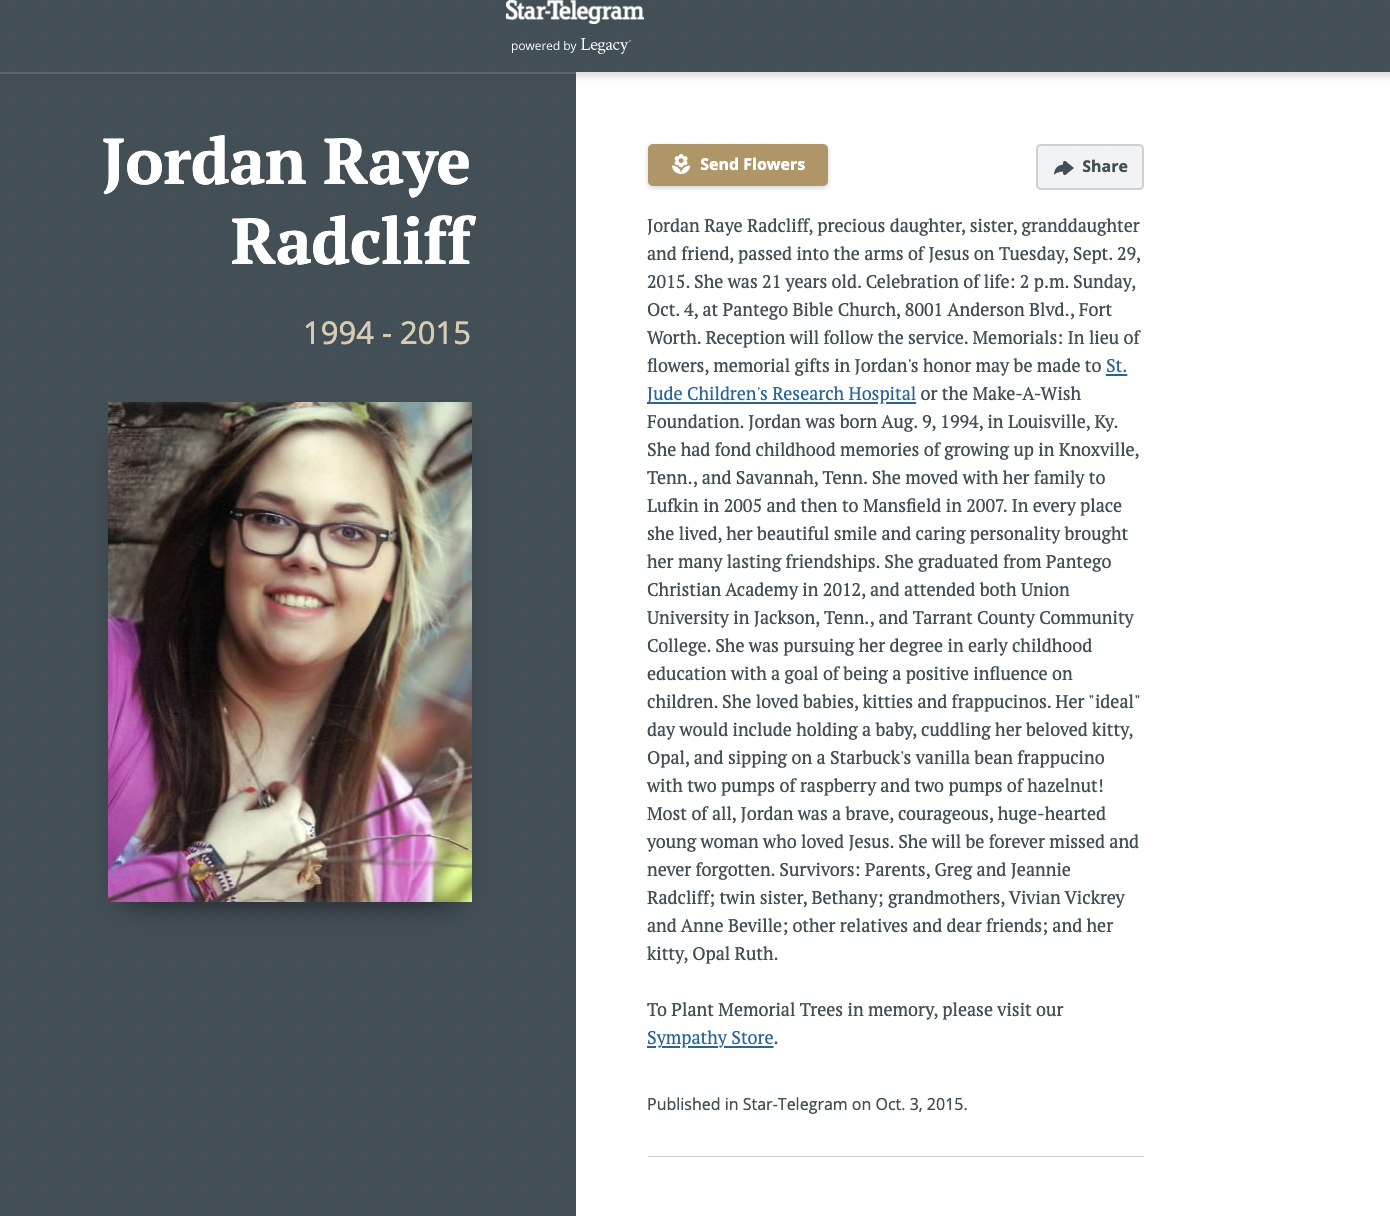 Star-Telegram
powered by Legacy
Jordan Raye
Radcliff
1994 - 2015
Send Flowers
Share
Jordan Raye Radcliff, precious daughter, sister, granddaughter
and friend, passed into the arms of Jesus on Tuesday, Sept. 29,
2015. She was 21 years old. Celebration of life: 2 p.m. Sunday,
Oct. 4, at Pantego Bible Church, 8001 Anderson Blvd., Fort
Worth. Reception will follow the service. Memorials: In lieu of
flowers, memorial gifts in Jordan's honor may be made to St.
Jude Children's Research Hospital or the Make-A-Wish
Foundation. Jordan was born Aug. 9, 1994, in Louisville, Ky.
She had fond childhood memories of growing up in Knoxville,
Tenn., and Savannah, Tenn. She moved with her family to
Lufkin in 2005 and then to Mansfield in 2007. In every place
she lived, her beautiful smile and caring personality brought
her many lasting friendships. She graduated from Pantego
Christian Academy in 2012, and attended both Union
University in Jackson, Tenn., and Tarrant County Community
College. She was pursuing her degree in early childhood
education with a goal of being a positive influence on
children. She loved babies, kitties and frappucinos. Her "ideal"
day would include holding a baby, cuddling her beloved kitty,
Opal, and sipping on a Starbuck's vanilla bean frappucino
with two pumps of raspberry and two pumps of hazelnut!
Most of all, Jordan was a brave, courageous, huge-hearted
young woman who loved Jesus. She will be forever missed and
never forgotten. Survivors: Parents, Greg and Jeannie
Radcliff; twin sister, Bethany; grandmothers, Vivian Vickrey
and Anne Beville; other relatives and dear friends; and her
kitty, Opal Ruth.
To Plant Memorial Trees in memory, please visit our
Sympathy Store.
Published in Star-Telegram on Oct. 3, 2015.